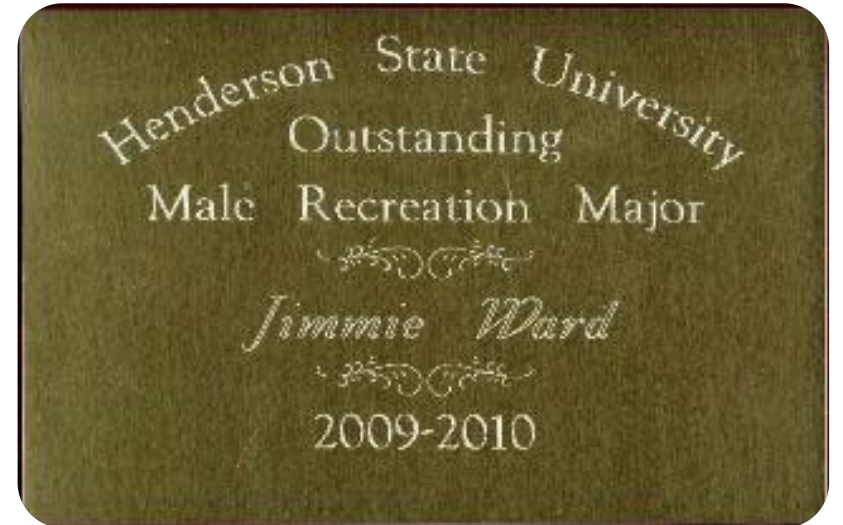 Henderson State University
Outstanding
Male Recreation Major
Jimmie Ward
2009-2010